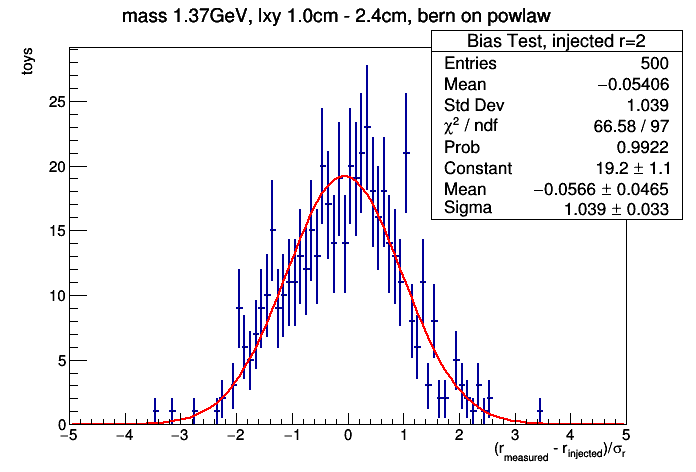 mass 1.37GeV, lxy 1.0cm - 2.4cm, bern on powlaw
toys
Bias Test, injected r=2
Entries 500
Mean −0.05406
Std Dev 1.039
χ² / ndf 66.58 / 97
Prob 0.9922
Constant 19.2 ± 1.1
Mean −0.0566 ± 0.0465
Sigma 1.039 ± 0.033
25
20
15
10
5
0
−5 −4 −3 −2 −1 0 1 2 3 4 5
(r_measured - r_injected)/σ_r